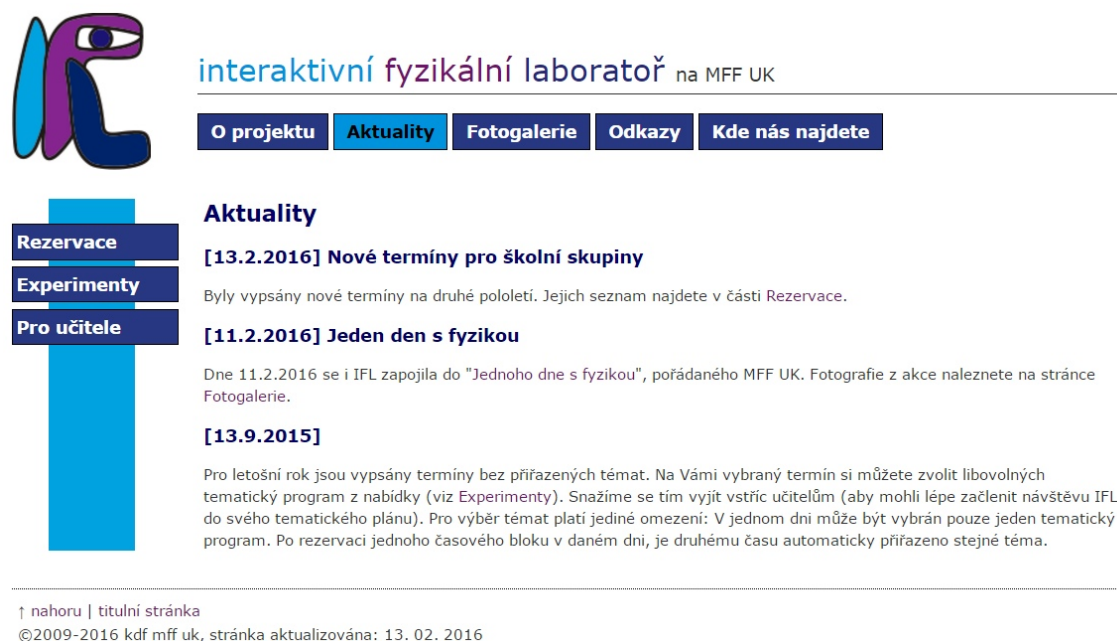 interaktivní fyzikální laboratoř na MFF UK
O projektu Aktuality Fotogalerie Odkazy Kde nás najdete
Rezervace
Experimenty
Pro učitele
Aktuality
[13.2.2016] Nové termíny pro školní skupiny
Byly vypsány nové termíny na druhé pololetí. Jejich seznam najdete v části Rezervace.
[11.2.2016] Jeden den s fyzikou
Dne 11.2.2016 se i IFL zapojila do "Jednoho dne s fyzikou", pořádaného MFF UK. Fotografie z akce naleznete na stránce
Fotogalerie.
[13.9.2015]
Pro letošní rok jsou vypsány termíny bez přiřazených témat. Na Vámi vybraný termín si můžete zvolit libovolných
tematický program z nabídky (viz Experimenty). Snažíme se tím vyjít vstříc učitelům (aby mohli lépe začlenit návštěvu IFL
do svého tematického plánu). Pro výběr témat platí jediné omezení: V jednom dni může být vybrán pouze jeden tematický
program. Po rezervaci jednoho časového bloku v daném dni, je druhému času automaticky přiřazeno stejné téma.
↑ nahoru | titulní stránka
©2009-2016 kdf mff uk, stránka aktualizována: 13. 02. 2016